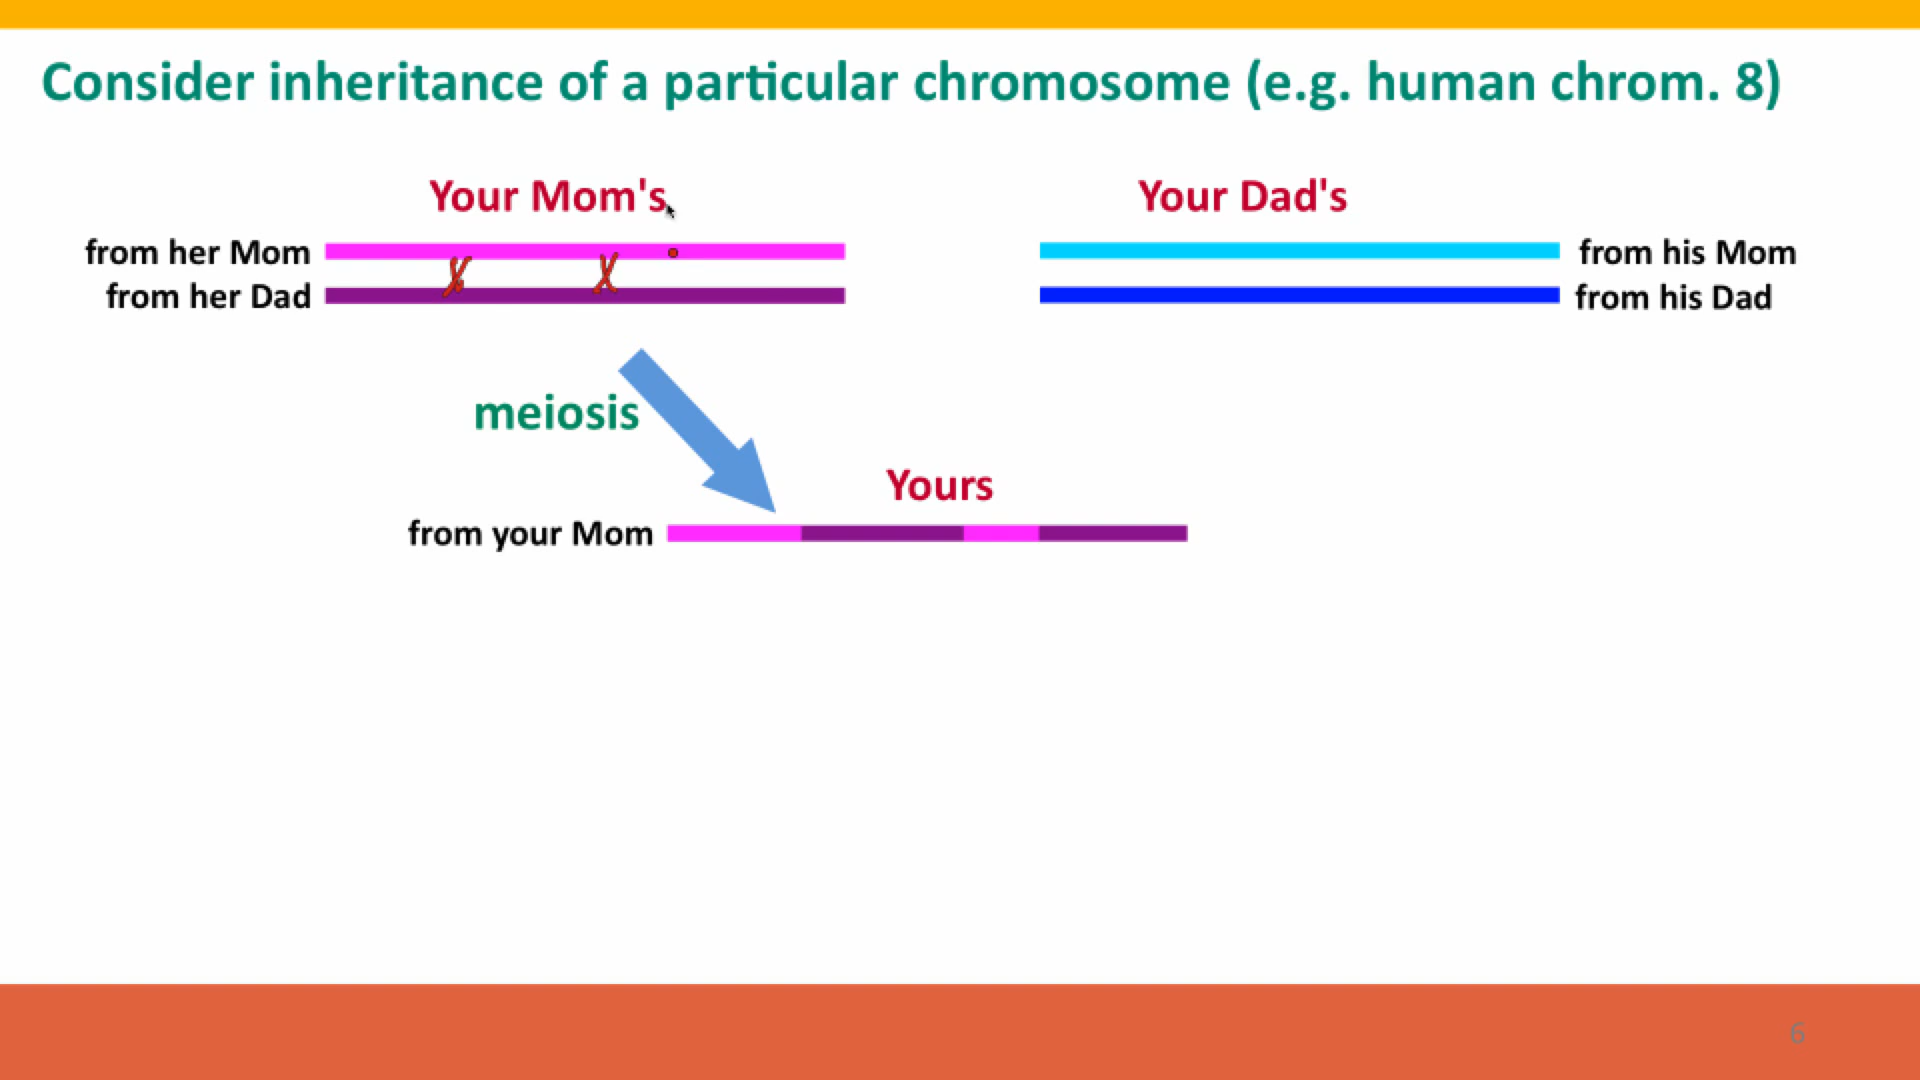 Consider inheritance of a particular chromosome (e.g. human chrom. 8)
Your Mom's
Your Dad's
from her Mom
from his Mom
from her Dad
from his Dad
meiosis
Yours
from your Mom
6